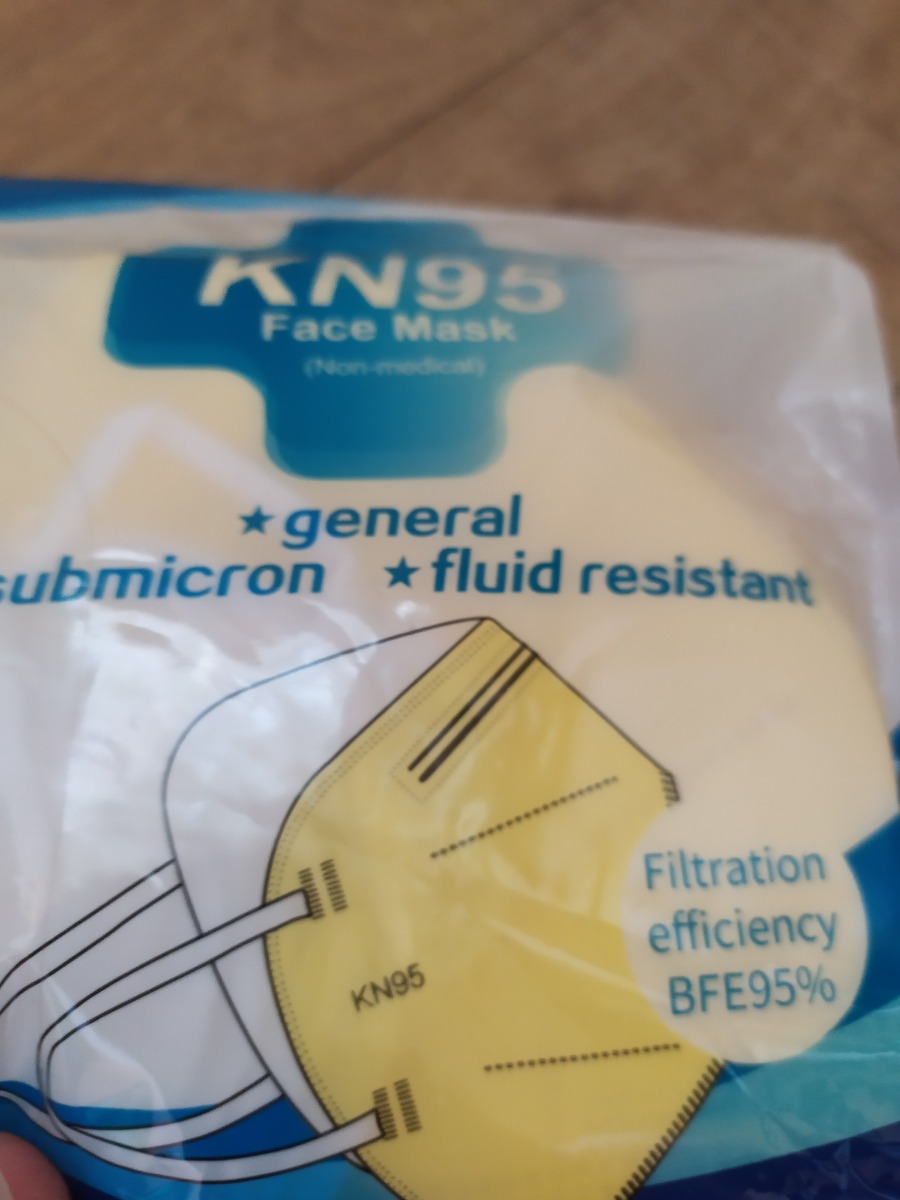 KN95
Face Mask
(Non-medical)
★general
submicron ★fluid resistant
Filtration
efficiency
BFE95%
KN95